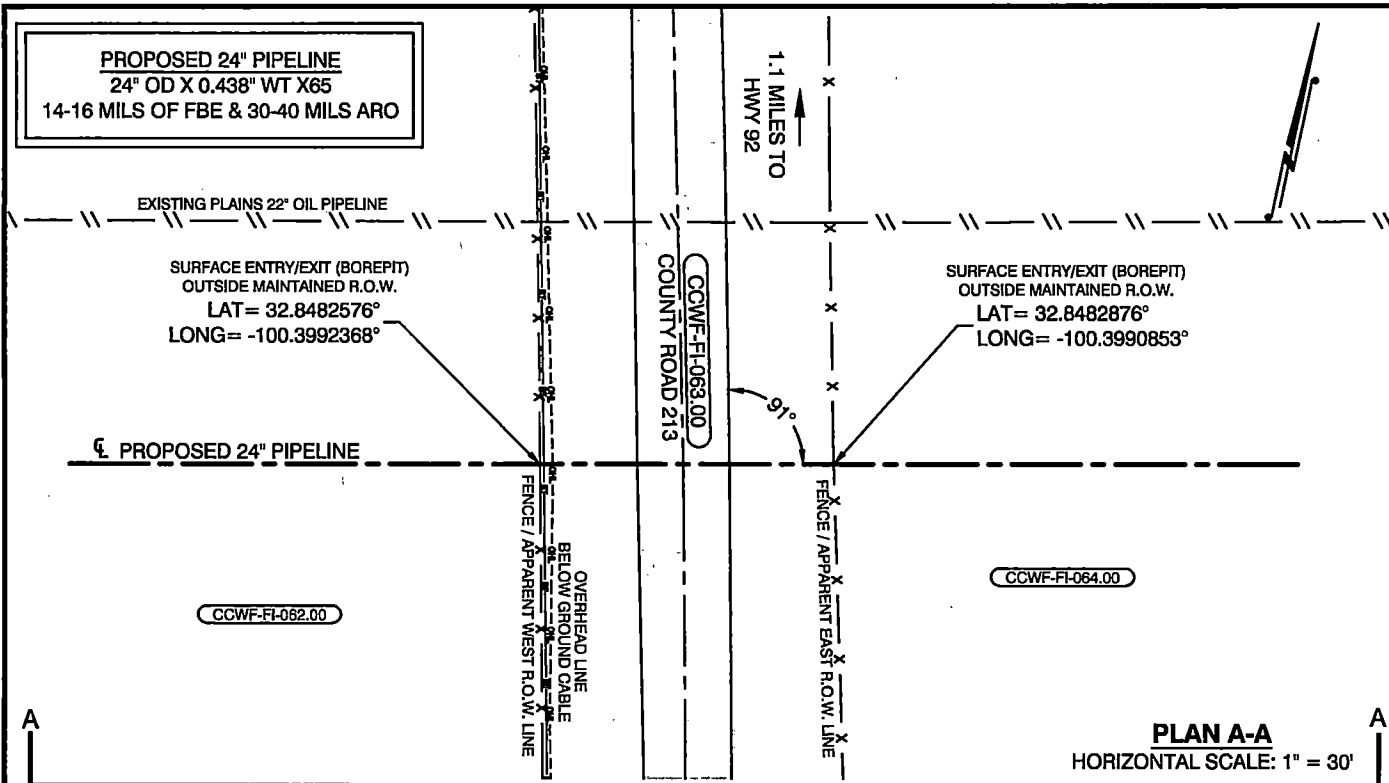 PROPOSED 24" PIPELINE
24" OD X 0.438" WT X65
14-16 MILS OF FBE & 30-40 MILS ARO
1.1 MILES TO
HWY 92
EXISTING PLAINS 22" OIL PIPELINE
SURFACE ENTRY/EXIT (BOREPIT)
OUTSIDE MAINTAINED R.O.W.
LAT= 32.8482576°
LONG= -100.3992368°
CCWF-FI-063.00
COUNTY ROAD 213
SURFACE ENTRY/EXIT (BOREPIT)
OUTSIDE MAINTAINED R.O.W.
LAT= 32.8482876°
LONG= -100.3990853°
91°
℄ PROPOSED 24" PIPELINE
FENCE / APPARENT WEST R.O.W. LINE
OVERHEAD LINE
BELOW GROUND CABLE
FENCE / APPARENT EAST R.O.W. LINE
CCWF-FI-062.00
CCWF-FI-064.00
A
A
PLAN A-A
HORIZONTAL SCALE: 1" = 30'